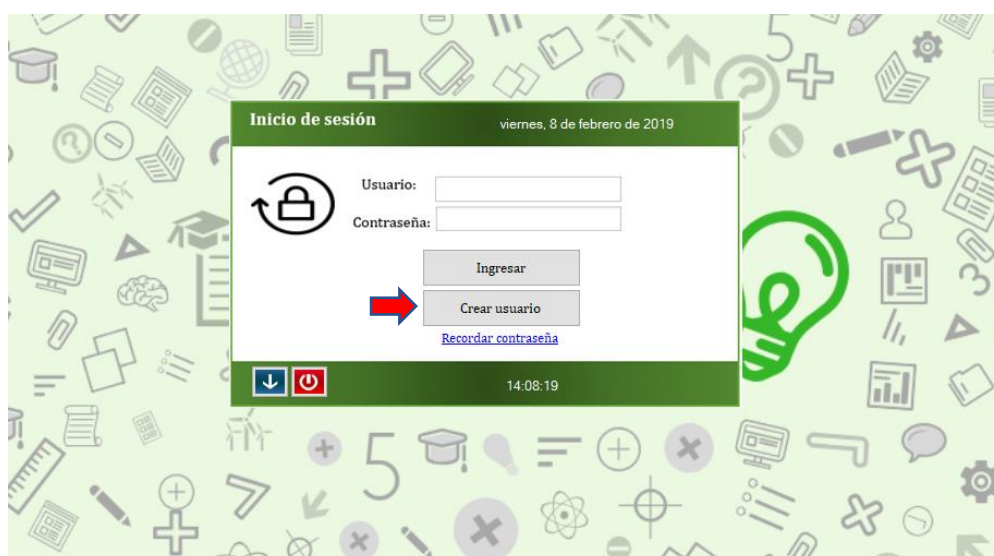 Inicio de sesión
viernes, 8 de febrero de 2019
Usuario:
Contraseña:
Ingresar
Crear usuario
Recordar contraseña
14:08:19